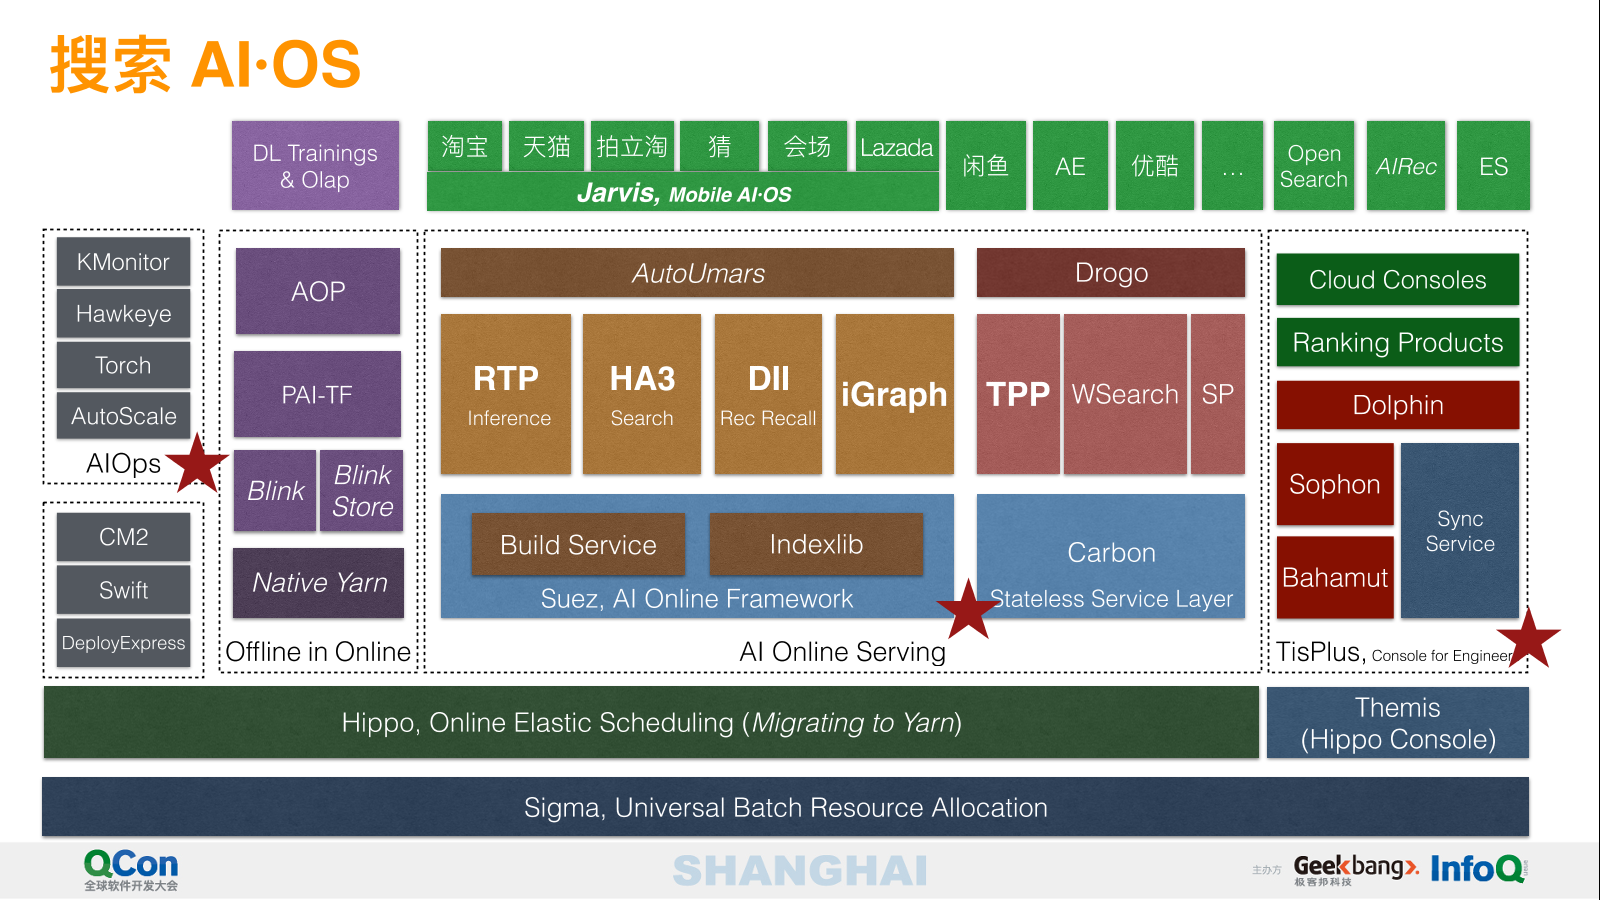 搜索 AI·OS
DL Trainings
& Olap
淘宝
天猫
拍立淘
猜
会场
Lazada
Jarvis, Mobile AI·OS
闲鱼
AE
优酷
...
Open
Search
AIRec
ES
KMonitor
Hawkeye
Torch
AutoScale
AIOps
CM2
Swift
DeployExpress
AOP
PAI-TF
Blink
Blink
Store
Native Yarn
Offline in Online
AutoUmars
Drogo
RTP
Inference
HA3
Search
DII
Rec Recall
iGraph
TPP
WSearch
SP
Build Service
Indexlib
Suez, AI Online Framework
Carbon
Stateless Service Layer
AI Online Serving
Cloud Consoles
Ranking Products
Dolphin
Sophon
Bahamut
Sync
Service
TisPlus, Console for Engineer
Hippo, Online Elastic Scheduling (Migrating to Yarn)
Themis
(Hippo Console)
Sigma, Universal Batch Resource Allocation
QCon
全球软件开发大会
SHANGHAI
主办方
Geekbang>.
极客邦科技
InfoQ